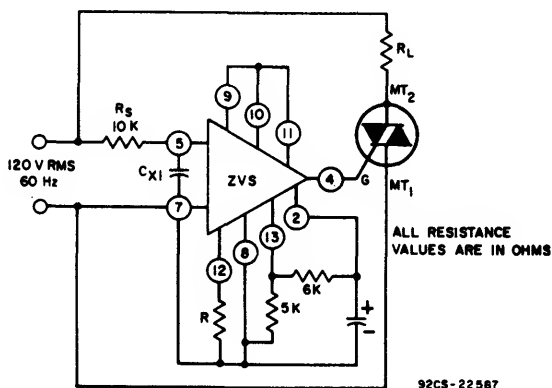 RL
MT2
9
10
11
RS
10 K
5
120 V RMS
60 Hz
CX1
ZVS
4
G
MT1
7
2
13
ALL RESISTANCE
VALUES ARE IN OHMS
12
8
6K
R
5K
+
-
92CS-22587